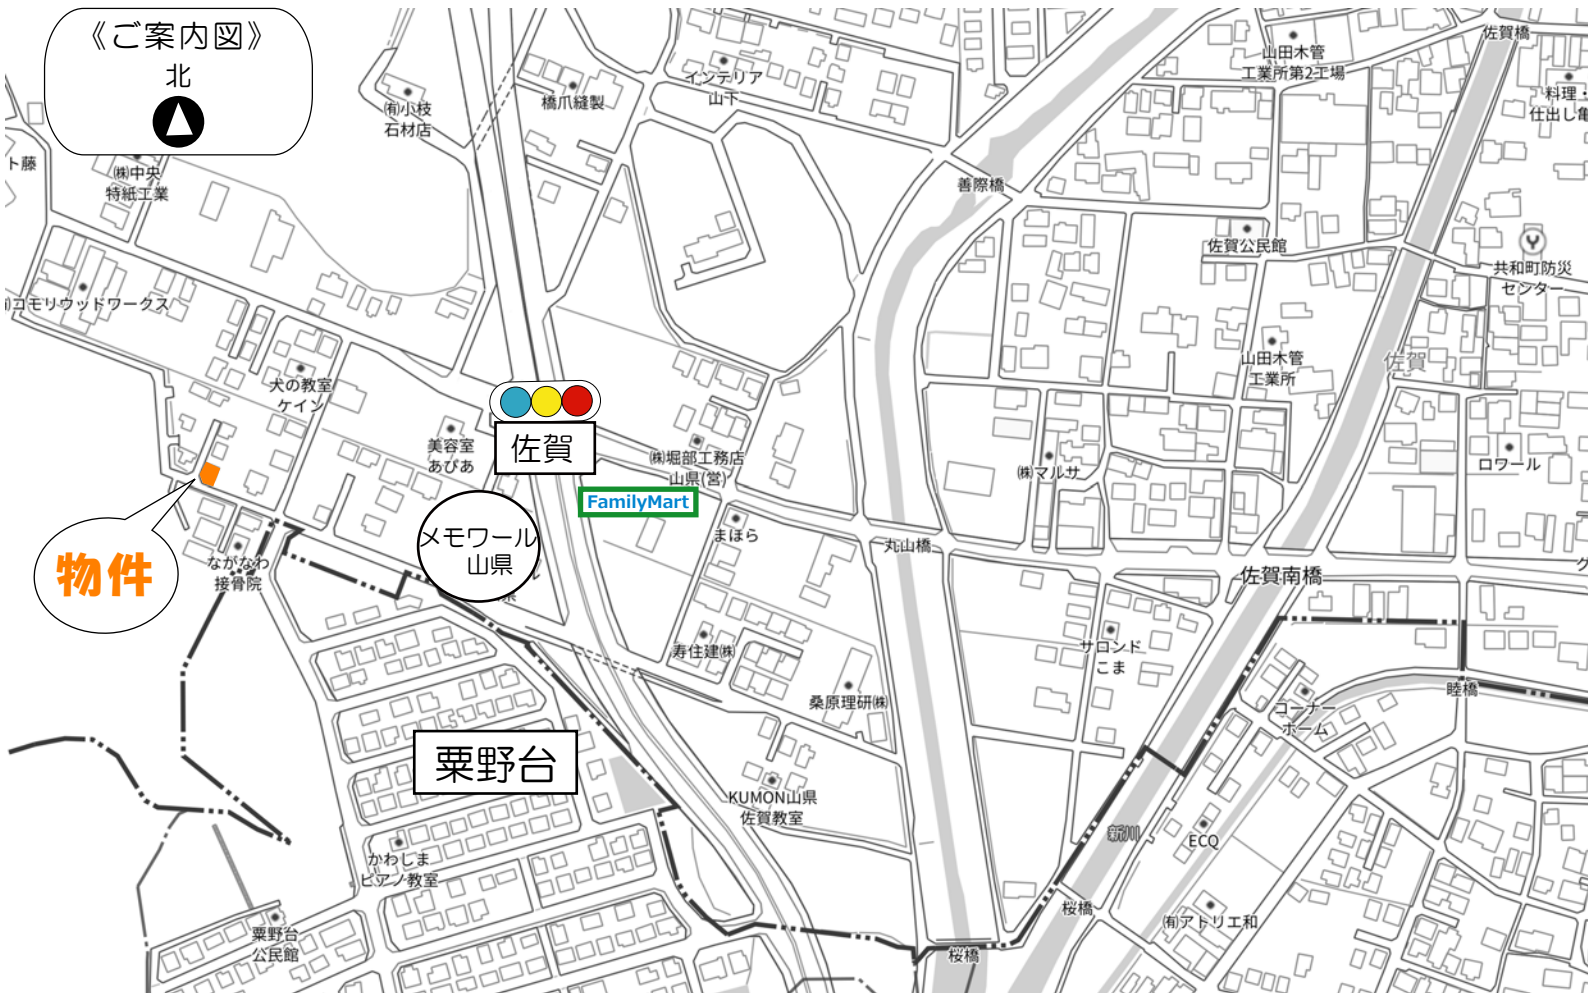 《ご案内図》
北
佐賀橋
山田木管
工業所第2工場
インテリア
山下
橋爪縫製
㈲小枝
石材店
料理・
仕出し亀
ト藤
㈱中央
特紙工業
善際橋
佐賀公民館
共和町防災
センター
コモリウッドワークス
山田木管
工業所
佐賀
犬の教室
ケイン
美容室
あぴあ
佐賀
㈱堀部工務店
山県(営)
㈱マルサ
ロワール
FamilyMart
メモワール
山県
まほら
丸山橋
佐賀南橋
物件
ながなわ
接骨院
寿住建㈱
サロンド
こま
桑原理研㈱
睦橋
コーナー
ホーム
粟野台
KUMON山県
佐賀教室
新川
ECQ
かわしま
ピアノ教室
桜橋
㈲アトリエ和
粟野台
公民館
桜橋